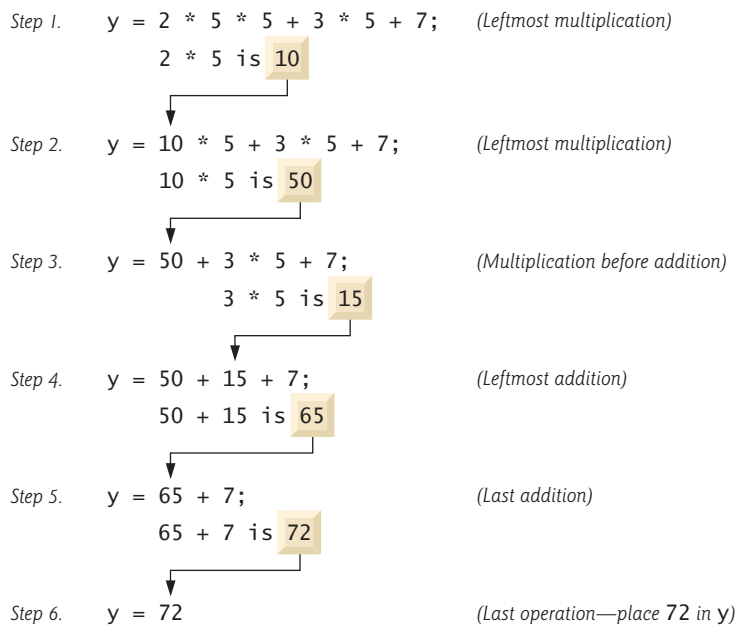 Step 1. y = 2 * 5 * 5 + 3 * 5 + 7; (Leftmost multiplication)
2 * 5 is 10
Step 2. y = 10 * 5 + 3 * 5 + 7; (Leftmost multiplication)
10 * 5 is 50
Step 3. y = 50 + 3 * 5 + 7; (Multiplication before addition)
3 * 5 is 15
Step 4. y = 50 + 15 + 7; (Leftmost addition)
50 + 15 is 65
Step 5. y = 65 + 7; (Last addition)
65 + 7 is 72
Step 6. y = 72 (Last operation—place 72 in y)